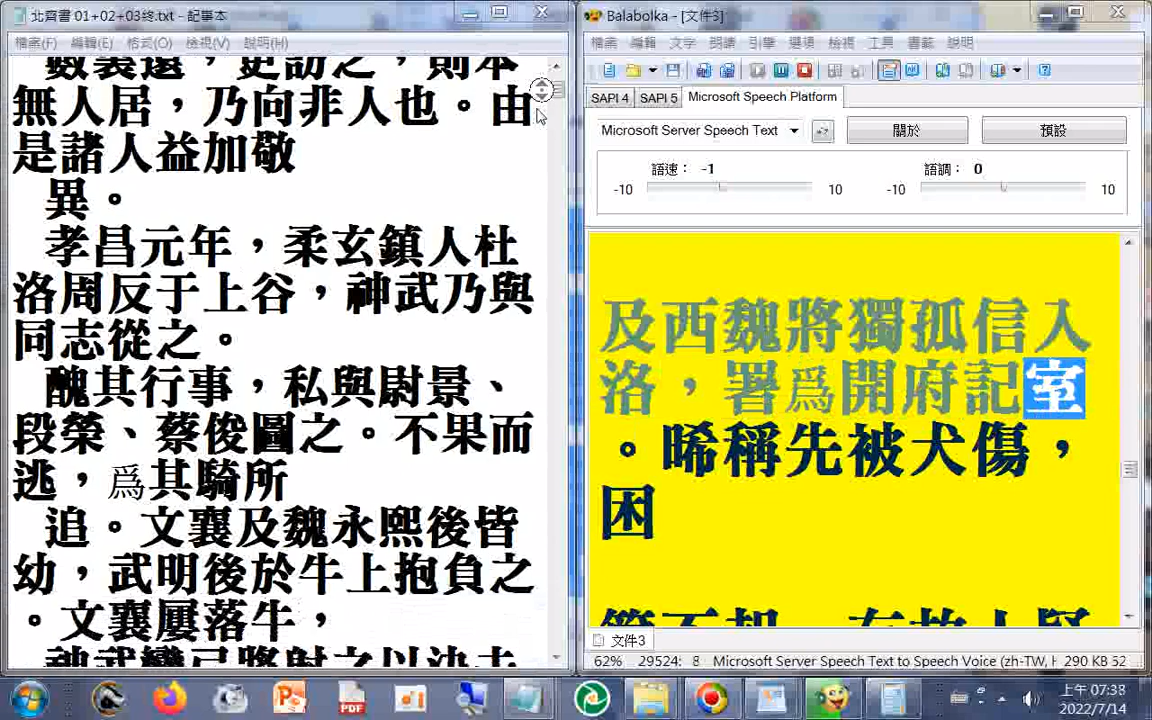 北齊書 01+02+03终.txt - 記事本
檔案(F) 編輯(E) 格式(O) 檢視(V) 說明(H)
數裏還，更訪之，則本
無人居，乃向非人也。由
是諸人益加敬
異。
孝昌元年，柔玄鎮人杜
洛周反于上谷，神武乃與
同志從之。
醜其行事，私與尉景、
段榮、蔡俊圖之。不果而
逃，爲其騎所
追。文襄及魏永熙後皆
幼，武明後於牛上抱負之
。文襄屢落牛，
Balabolka - [文件3]
檔案 編輯 文字 朗讀 引擎 選項 檢視 工具 書籤 說明
SAPI 4 SAPI 5 Microsoft Speech Platform
Microsoft Server Speech Text 關於 預設
語速： -1 語調： 0
-10 10 -10 10
及西魏將獨孤信入
洛，署爲開府記室
。晞稱先被犬傷，
困
文件3
62% 29524: 8 Microsoft Server Speech Text to Speech Voice (zh-TW, H 290 KB 52
上午 07:38
2022/7/14